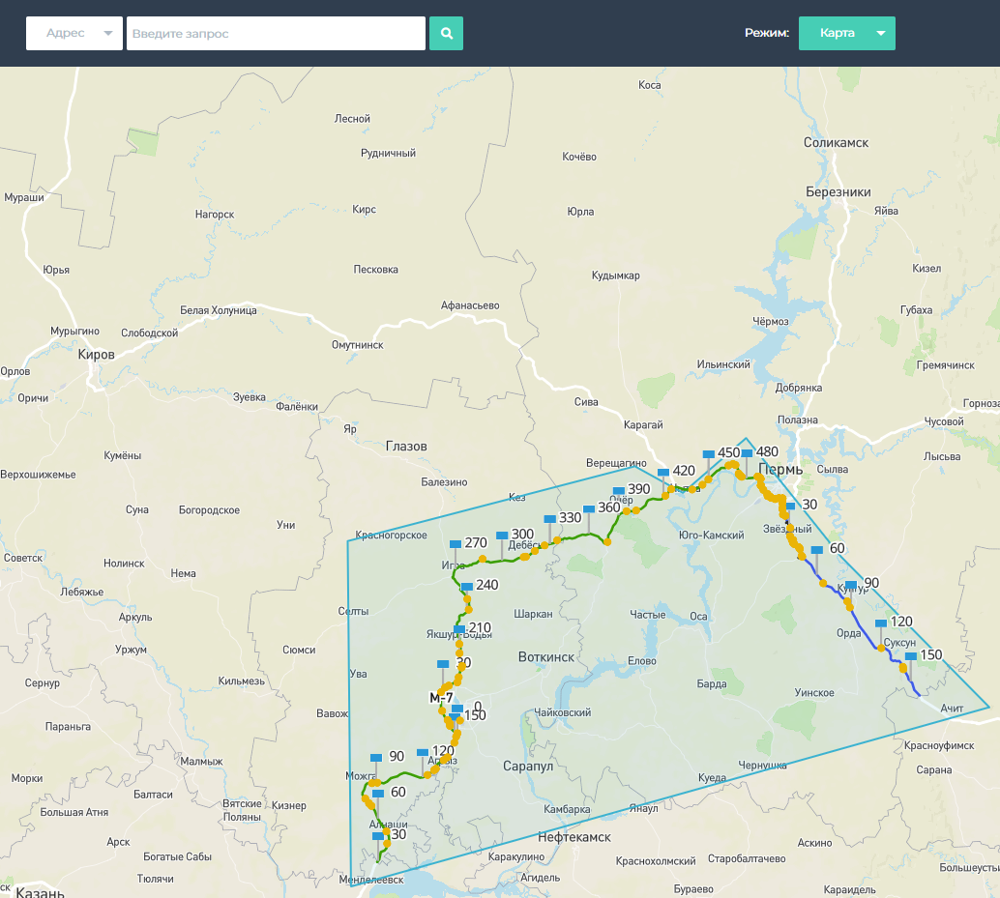 Адрес
Введите запрос
Режим:
Карта
Коса
Лесной
Соликамск
Рудничный
Кочёво
Березники
Мураши
Нагорск
Кирс
Юрла
Яйва
Юрья
Песковка
Кудымкар
Кизел
Белая Холуница
Афанасьево
Губаха
Чёрмоз
Мурыгино
Слободской
Омутнинск
Киров
Ильинский
Гремячинск
Орлов
Добрянка
Оричи
Зуевка
Фалёнки
Сива
Горноза
Яр
Карагай
Полазна
Чусовой
Глазов
Кумёны
450
480
Лысьва
Верещагино
Пермь
Сылва
Верхошижемье
Балезино
420
390
Кез
Очёр
Суна
Богородское
360
30
330
Уни
Красногорское
300
Юго-Камский
Звёздный
270
Дебёсы
60
Советск
Нолинск
Игра
Нема
240
90
Лебяжье
Кунгур
Аркуль
Селты
Шаркан
Частые
Оса
120
210
Якшур-Бодья
Орда
Суксун
Уржум
Сюмси
150
Воткинск
Елово
30
Ува
Сернур
Кильмезь
Барда
Уинское
М-7
0
Вавож
150
Чайковский
Ачит
Параньга
Красноуфимск
120
90
Агрыз
Малмыж
Сарапул
Чернушка
Сарана
Можга
Куеда
Морки
60
Балтаси
Вятские
Поляны
Кизнер
Камбарка
Янаул
Большая Атня
Алнаши
30
Нефтекамск
Арск
Аскино
Богатые Сабы
Каракулино
Краснохолмский
Старобалтачево
Большеусть
Тюлячи
Менделеевск
Агидель
Бураево
Караидель
Казань